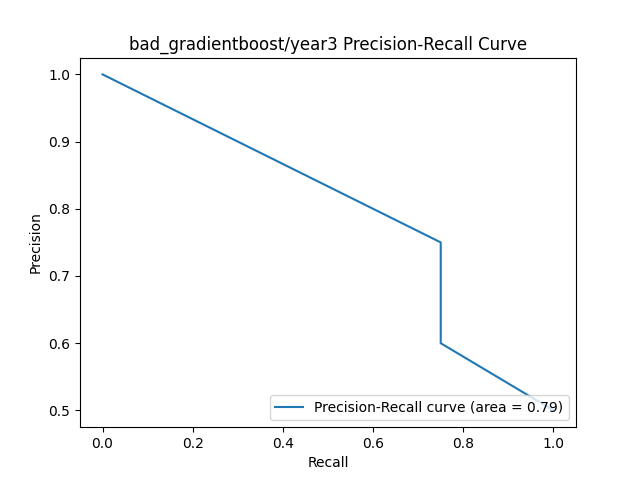 bad_gradientboost/year3 Precision-Recall Curve
1.0
0.9
0.8
0.7
0.6
0.5
Precision
Precision-Recall curve (area = 0.79)
0.0 0.2 0.4 0.6 0.8 1.0
Recall